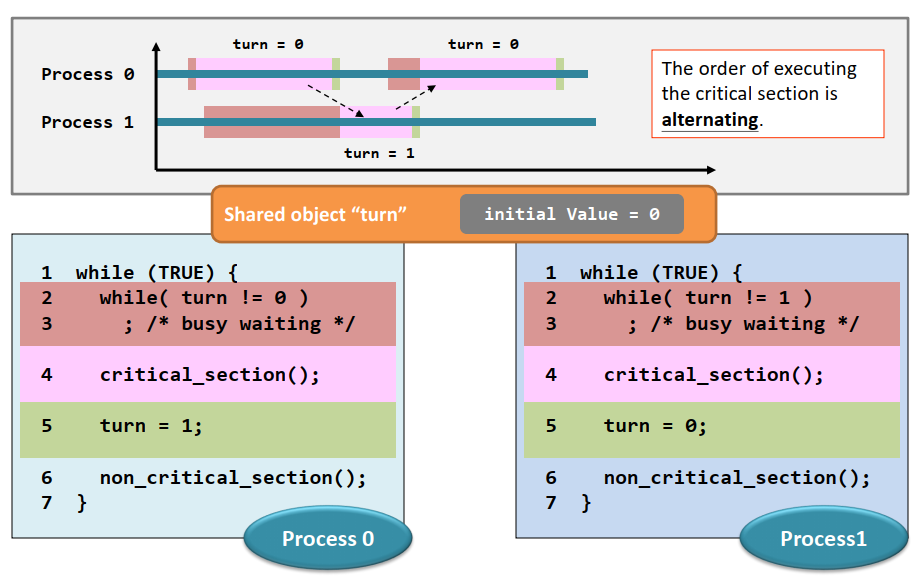 turn = 0
turn = 0
Process 0
Process 1
turn = 1
The order of executing
the critical section is
alternating.
Shared object “turn”
initial Value = 0
1 while (TRUE) {
2 while( turn != 0 )
3 ; /* busy waiting */
4 critical_section();
5 turn = 1;
6 non_critical_section();
7 }
Process 0
1 while (TRUE) {
2 while( turn != 1 )
3 ; /* busy waiting */
4 critical_section();
5 turn = 0;
6 non_critical_section();
7 }
Process1